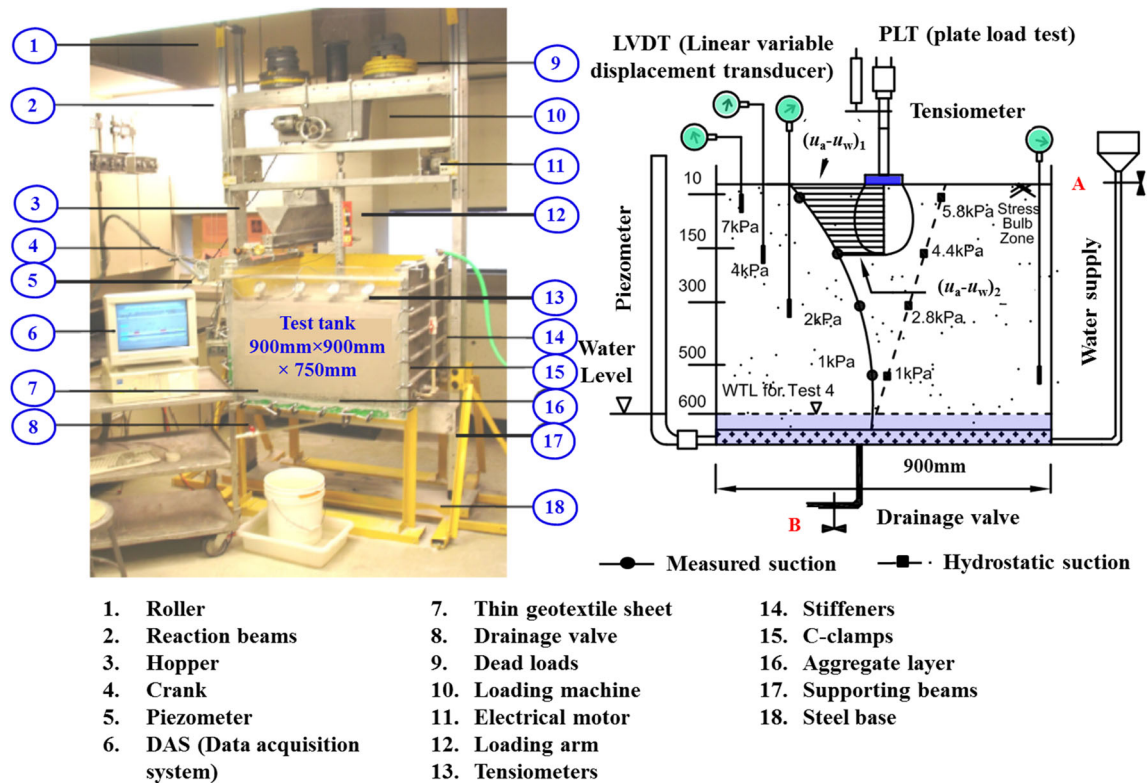 1
2
3
4
5
6
7
8
9
10
11
12
13
14
15
16
17
18
Test tank
900mm×900mm
× 750mm
LVDT (Linear variable
displacement transducer)
PLT (plate load test)
Tensiometer
(ua-uw)1
10
150
300
500
600
7kPa
4kPa
2kPa
1kPa
5.8kPa
4.4kPa
2.8kPa
1kPa
Stress
Bulb
Zone
(ua-uw)2
A
Piezometer
Water supply
Water
Level
WTL for Test 4
900mm
B
Drainage valve
Measured suction
Hydrostatic suction
1. Roller
2. Reaction beams
3. Hopper
4. Crank
5. Piezometer
6. DAS (Data acquisition
system)
7. Thin geotextile sheet
8. Drainage valve
9. Dead loads
10. Loading machine
11. Electrical motor
12. Loading arm
13. Tensiometers
14. Stiffeners
15. C-clamps
16. Aggregate layer
17. Supporting beams
18. Steel base